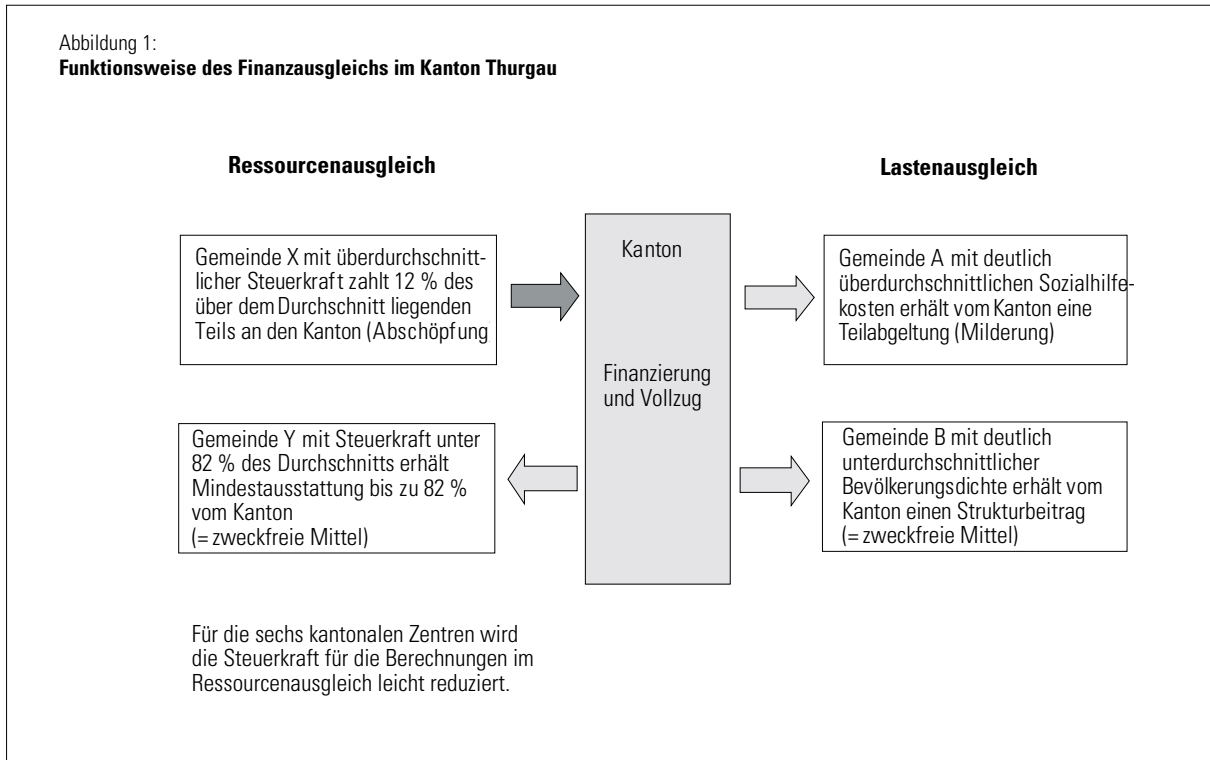 Abbildung 1:
Funktionsweise des Finanzausgleichs im Kanton Thurgau
Ressourcenausgleich
Gemeinde X mit überdurchschnitt-
licher Steuerkraft zahlt 12 % des
über dem Durchschnitt liegenden
Teils an den Kanton (Abschöpfung
Gemeinde Y mit Steuerkraft unter
82 % des Durchschnitts erhält
Mindestausstattung bis zu 82 %
vom Kanton
(= zweckfreie Mittel)
Für die sechs kantonalen Zentren wird
die Steuerkraft für die Berechnungen im
Ressourcenausgleich leicht reduziert.
Kanton
Finanzierung
und Vollzug
Lastenausgleich
Gemeinde A mit deutlich
überdurchschnittlichen Sozialhilfe-
kosten erhält vom Kanton eine
Teilabgeltung (Milderung)
Gemeinde B mit deutlich
unterdurchschnittlicher
Bevölkerungsdichte erhält vom
Kanton einen Strukturbeitrag
(= zweckfreie Mittel)